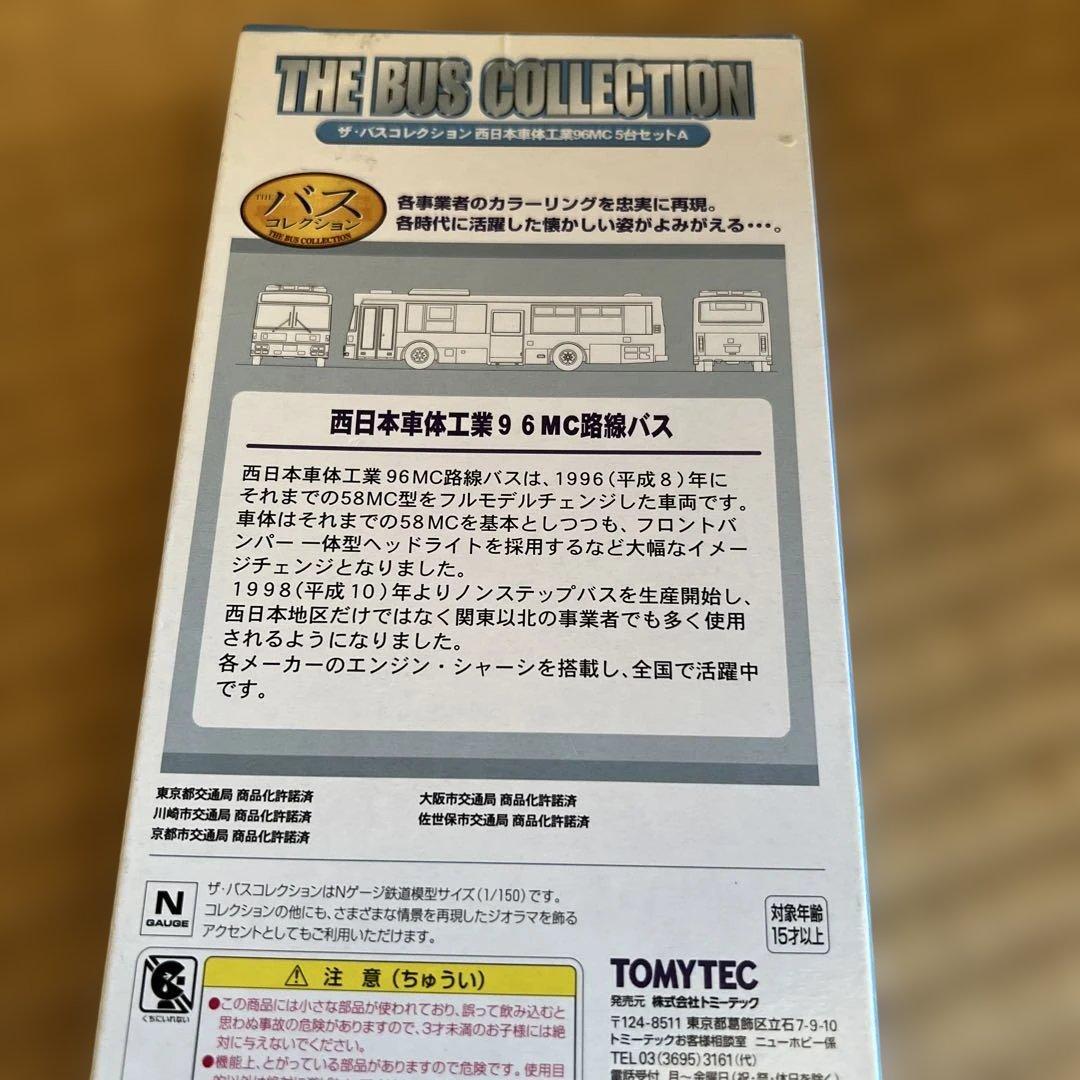 THE BUS COLLECTION
ザ・バスコレクション 西日本車体工業96MC 5台セットA
THE バス
コレクション
THE BUS COLLECTION
各事業者のカラーリングを忠実に再現。
各時代に活躍した懐かしい姿がよみがえる・・・。
西日本車体工業96MC路線バス
西日本車体工業96MC路線バスは、1996(平成8)年に
それまでの58MC型をフルモデルチェンジした車両です。
車体はそれまでの58MCを基本としつつも、フロントバ
ンパー一体型ヘッドライトを採用するなど大幅なイメー
ジチェンジとなりました。
1998(平成10)年よりノンステップバスを生産開始し、
西日本地区だけではなく関東以北の事業者でも多く使用
されるようになりました。
各メーカーのエンジン・シャーシを搭載し、全国で活躍中
です。
東京都交通局 商品化許諾済
川崎市交通局 商品化許諾済
京都市交通局 商品化許諾済
大阪市交通局 商品化許諾済
佐世保市交通局 商品化許諾済
N
GAUGE
ザ・バスコレクションはNゲージ鉄道模型サイズ(1/150)です。
コレクションの他にも、さまざまな情景を再現したジオラマを飾る
アクセントとしてもご利用いただけます。
対象年齢
15才以上
くちにいれない
⚠ 注意(ちゅうい)
●この商品には小さな部品が使われており、誤って飲み込むと
思わぬ事故の危険がありますので、3才未満のお子様には絶
対に与えないでください。
●機能上、とがっている部品がありますので危険です。使用目
TOMYTEC
発売元 株式会社トミーテック
〒124-8511 東京都葛飾区立石7-9-10
トミーテックお客様相談室 ニューホビー係
TEL 03(3695)3161(代)
電話受付 月～金曜日(祝・祭・休日を除く)